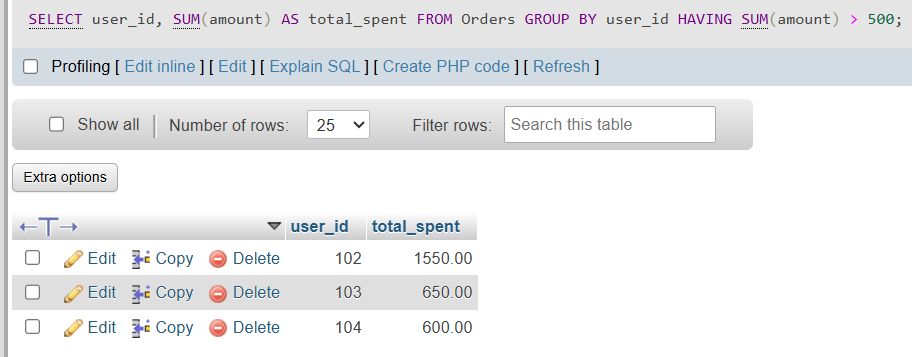 SELECT user_id, SUM(amount) AS total_spent FROM Orders GROUP BY user_id HAVING SUM(amount) > 500;
Profiling [ Edit inline ] [ Edit ] [ Explain SQL ] [ Create PHP code ] [ Refresh ]
Show all Number of rows: 25 Filter rows: Search this table
Extra options
←T→ user_id total_spent
Edit Copy Delete 102 1550.00
Edit Copy Delete 103 650.00
Edit Copy Delete 104 600.00